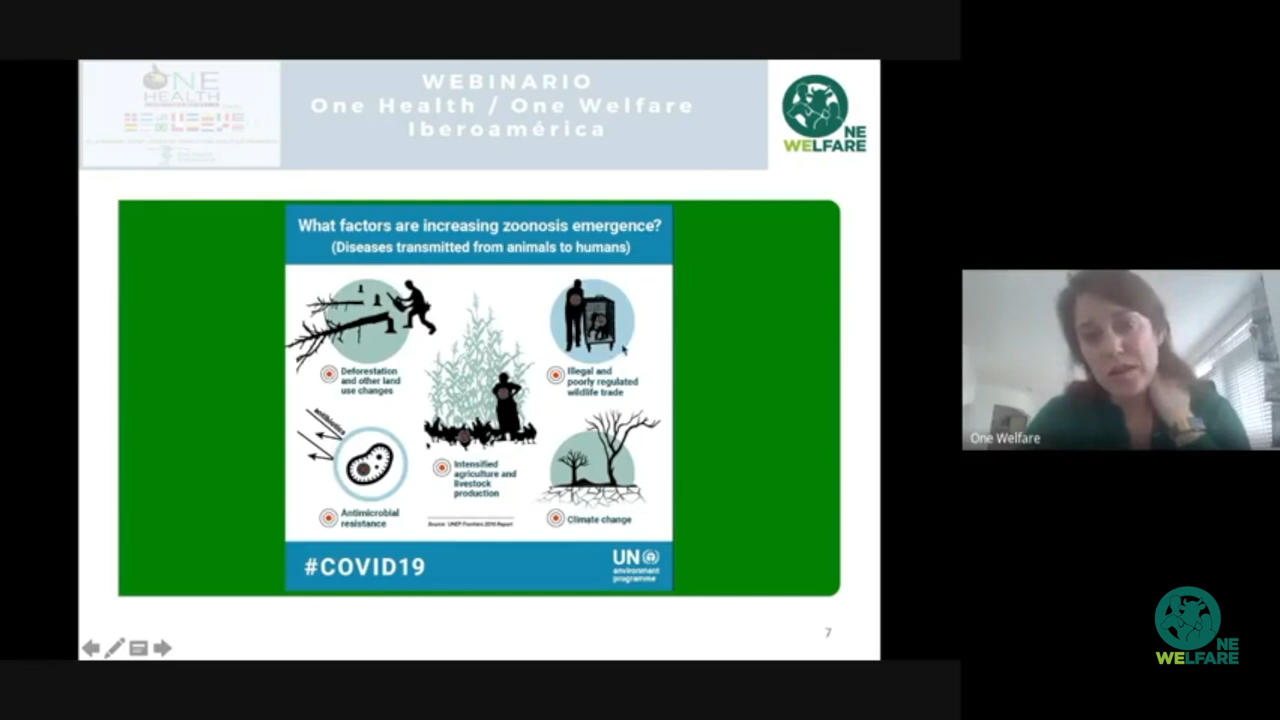 ONE
HEALTH
WEBINARIO
One Health / One Welfare
Iberoamérica
ONE
WELFARE
What factors are increasing zoonosis emergence?
(Diseases transmitted from animals to humans)
Deforestation
and other land
use changes
Illegal and
poorly regulated
wildlife trade
antibiotics
Intensified
agriculture and
livestock
production
Antimicrobial
resistance
Source: UNEP Frontiers 2016 Report
Climate change
#COVID19
UN
environment
programme
7
One Welfare
ONE
WELFARE